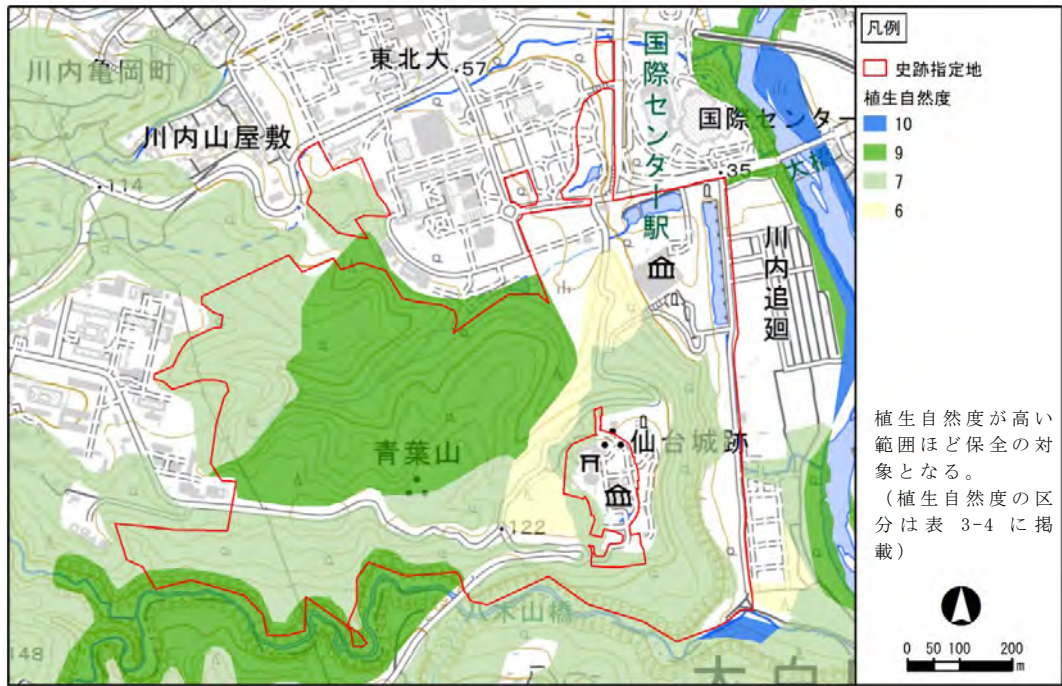 川内亀岡町
東北大
57
国際センター駅
国際センター
川内山屋敷
114
35
大橋
川内追廻
青葉山
仙台城跡
122
八木山橋
148
大白
凡例
史跡指定地
植生自然度
10
9
7
6
植生自然度が高い
範囲ほど保全の対
象となる。
(植生自然度の区
分は表 3-4 に掲
載)
0 50 100 200
m